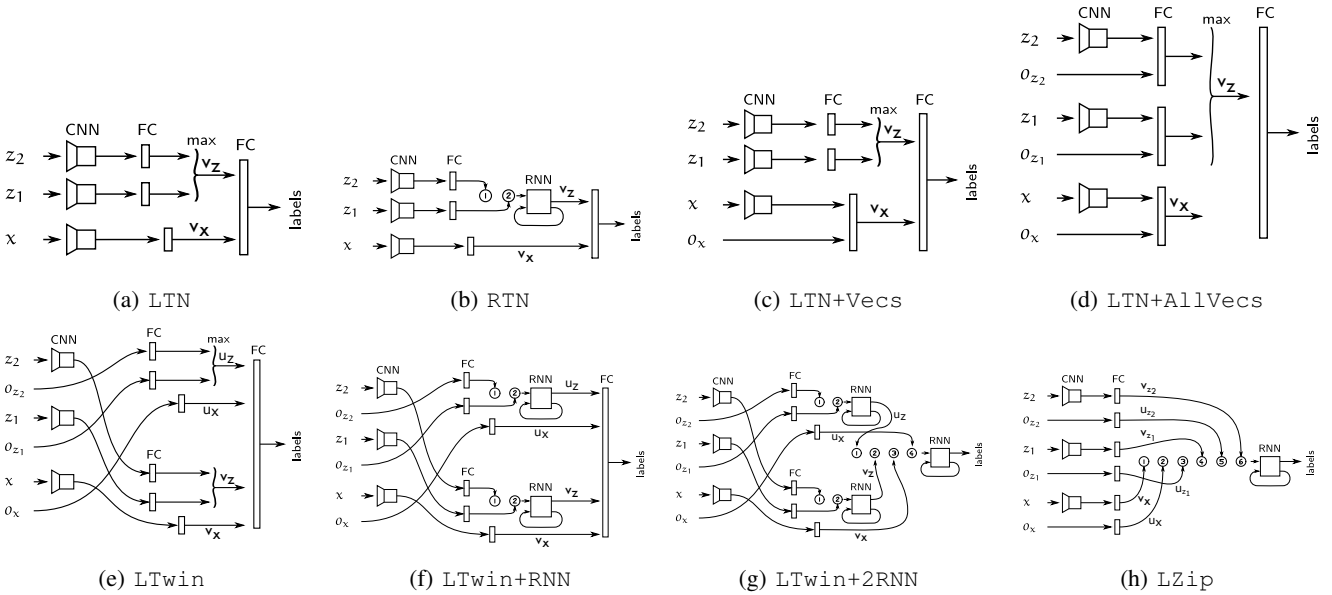 CNN
FC
max
FC
z2
z1
x
vZ
vX
labels
(a) LTN
CNN
FC
RNN
z2
z1
x
1
2
vZ
vX
labels
(b) RTN
CNN
FC
max
FC
z2
z1
x
ox
vZ
vX
labels
(c) LTN+Vecs
CNN
FC
max
FC
z2
oz2
z1
oz1
x
ox
vZ
vX
labels
(d) LTN+AllVecs
CNN
FC
max
FC
z2
oz2
z1
oz1
x
ox
uZ
uX
FC
vZ
vX
labels
(e) LTwin
CNN
FC
RNN
FC
z2
oz2
z1
oz1
x
ox
1
2
uZ
uX
FC
RNN
1
2
vZ
vX
labels
(f) LTwin+RNN
CNN
FC
RNN
z2
oz2
z1
oz1
x
ox
1
2
uZ
uX
1
2
3
4
RNN
FC
RNN
1
2
vZ
vX
labels
(g) LTwin+2RNN
CNN
FC
z2
oz2
z1
oz1
x
ox
vz2
uz2
vz1
1
2
3
4
5
6
RNN
uz1
vX
uX
labels
(h) LZip